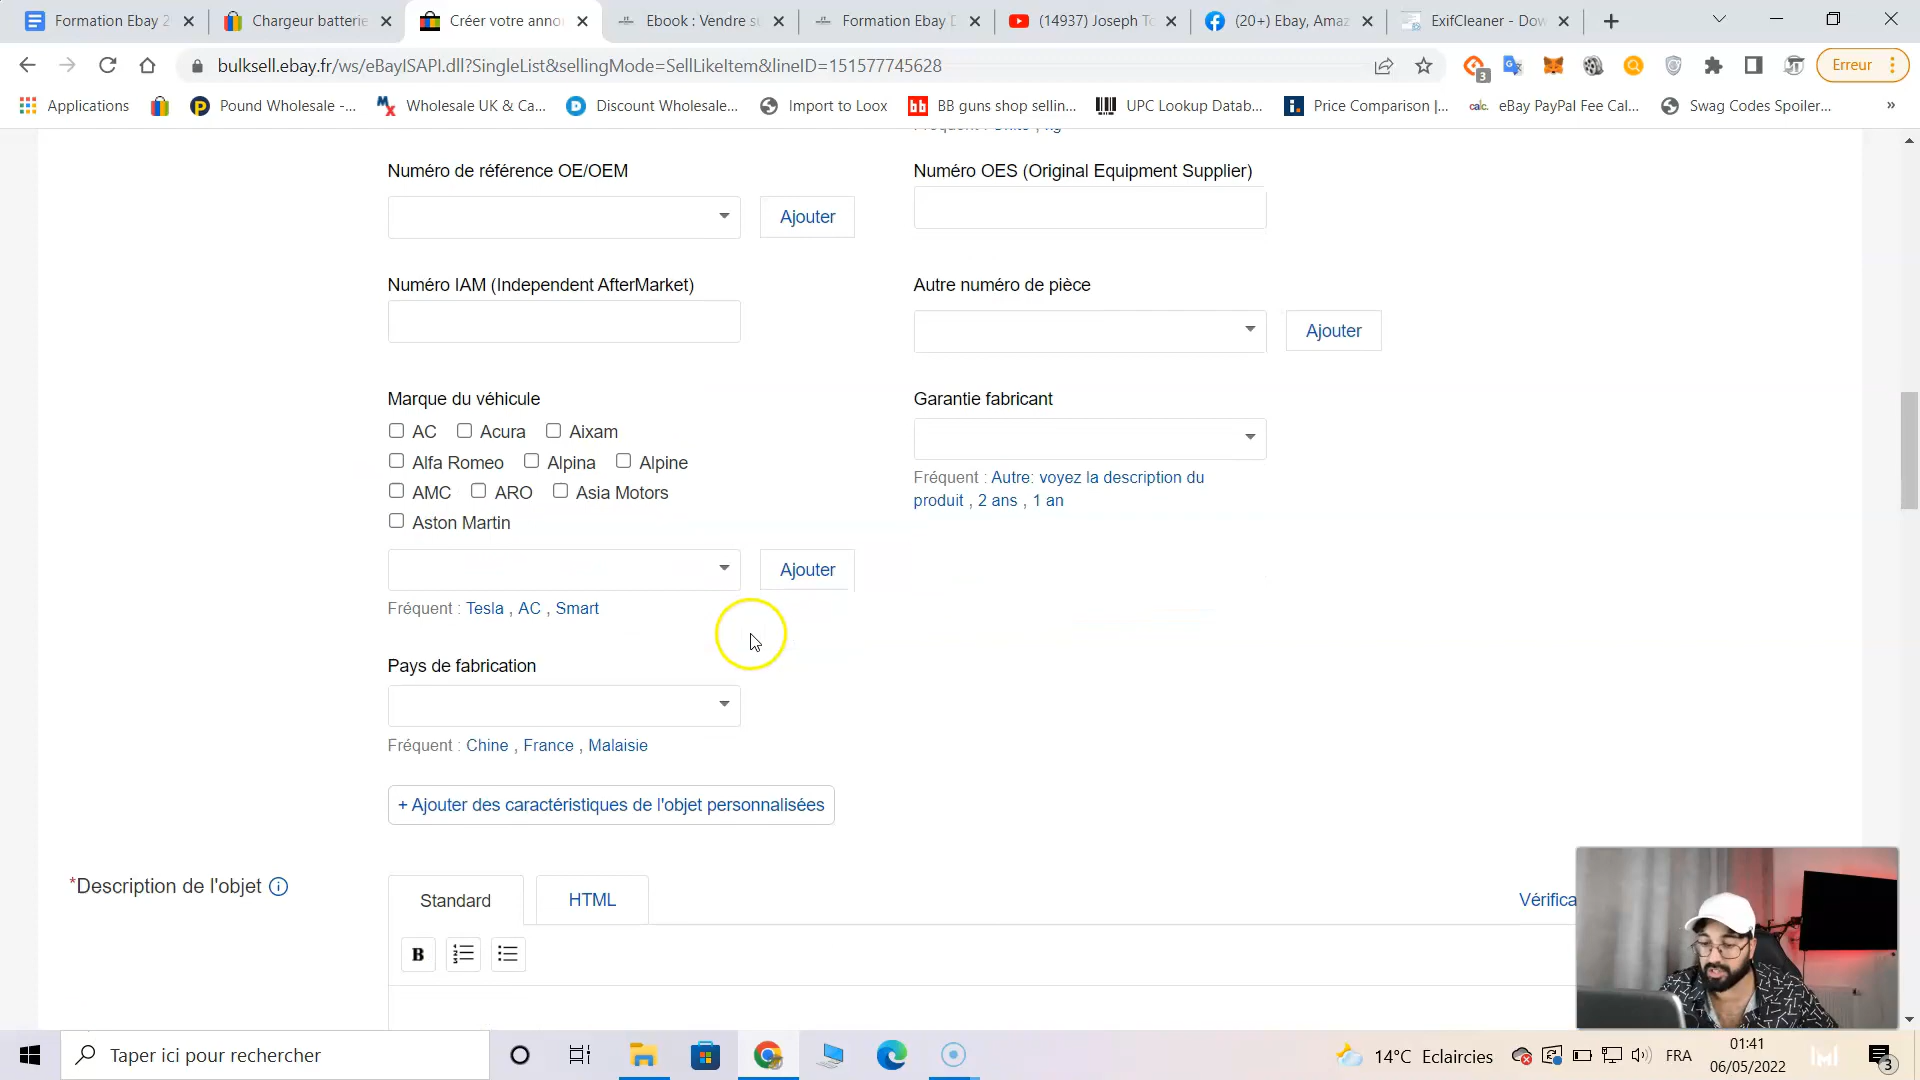 Formation Ebay 2
Chargeur batterie
Créer votre anno
Ebook : Vendre su
Formation Ebay D
(14937) Joseph To
(20+) Ebay, Amaz
ExifCleaner - Dow
bulksell.ebay.fr/ws/eBayISAPI.dll?SingleList&sellingMode=SellLikeItem&lineID=151577745628
3
Erreur
Applications
Pound Wholesale -...
Wholesale UK & Ca...
Discount Wholesale...
Import to Loox
BB guns shop sellin...
UPC Lookup Datab...
Price Comparison |...
eBay PayPal Fee Cal...
Swag Codes Spoiler...
»
Numéro de référence OE/OEM
Ajouter
Numéro OES (Original Equipment Supplier)
Numéro IAM (Independent AfterMarket)
Autre numéro de pièce
Ajouter
Marque du véhicule
AC Acura Aixam
Alfa Romeo Alpina Alpine
AMC ARO Asia Motors
Aston Martin
Ajouter
Fréquent : Tesla , AC , Smart
Garantie fabricant
Fréquent : Autre: voyez la description du
produit , 2 ans , 1 an
Pays de fabrication
Fréquent : Chine , France , Malaisie
+ Ajouter des caractéristiques de l'objet personnalisées
*Description de l'objet
Standard
HTML
Vérifica
B
Taper ici pour rechercher
14°C Eclaircies
FRA
01:41
06/05/2022
3